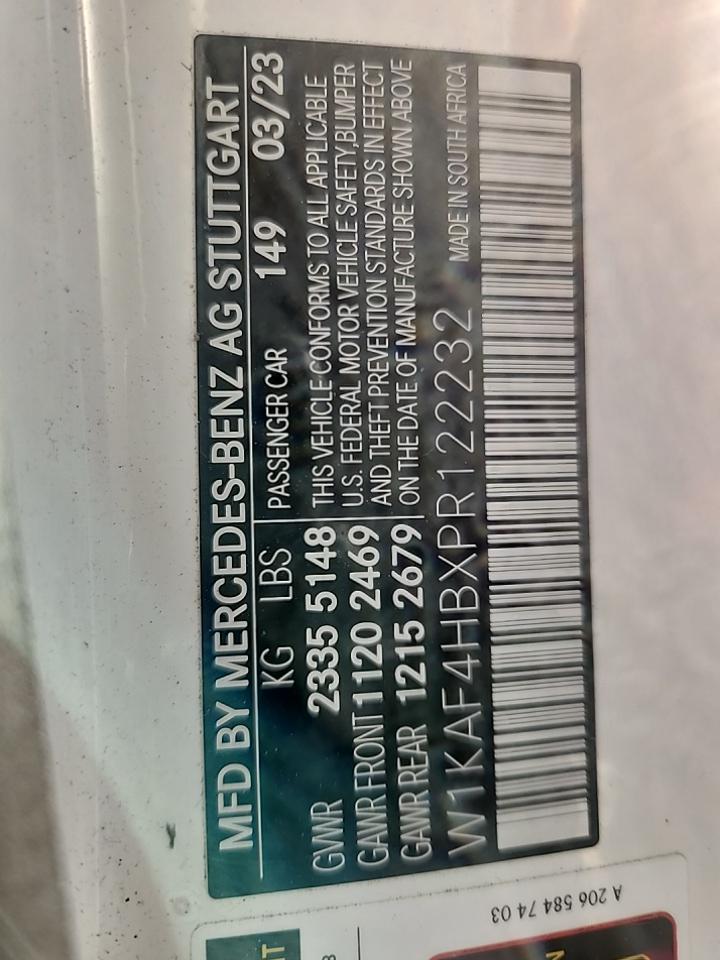 MFD BY MERCEDES-BENZ AG STUTTGART
KG LBS PASSENGER CAR 149 03/23
GVWR 2335 5148 THIS VEHICLE CONFORMS TO ALL APPLICABLE
GAWR FRONT 1120 2469 U.S. FEDERAL MOTOR VEHICLE SAFETY,BUMPER
AND THEFT PREVENTION STANDARDS IN EFFECT
GAWR REAR 1215 2679 ON THE DATE OF MANUFACTURE SHOWN ABOVE
W1KAF4HBXPR122232 MADE IN SOUTH AFRICA
A 206 584 74 03